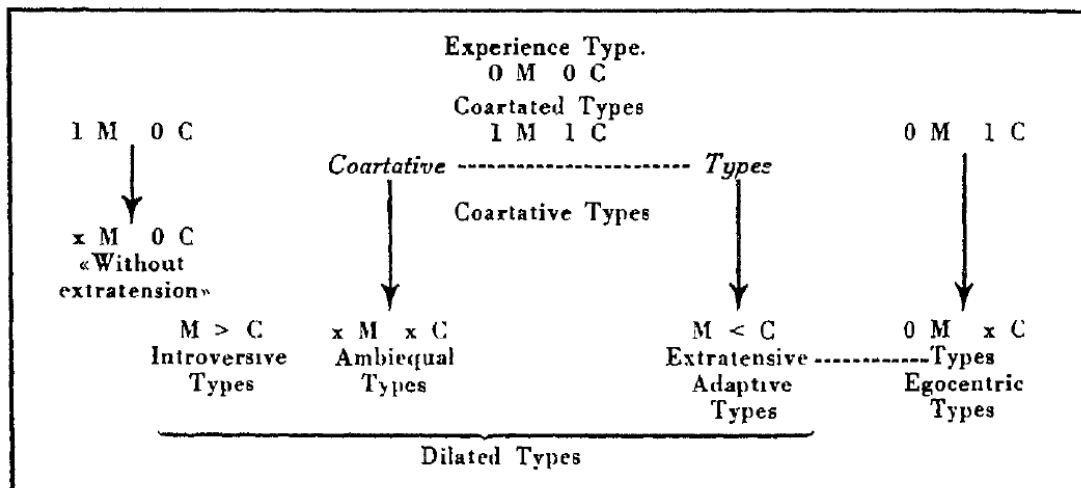 Experience Type.
0 M 0 C
Coartated Types
1 M 0 C 1 M 1 C 0 M 1 C
Coartative ---------------------- Types
Coartative Types
x M 0 C
«Without
extratension»
M > C x M x C M < C 0 M x C
Introversive Ambiequal Extratensive ----------- Types
Types Types Adaptive Egocentric
Types Types
Dilated Types